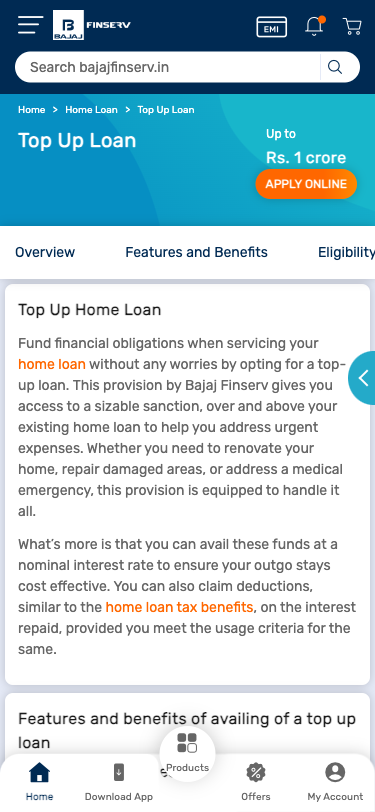 B
BAJAJ
FINSERV
EMI
Search bajajfinserv.in
Home > Home Loan > Top Up Loan
Top Up Loan
Up to
Rs. 1 crore
APPLY ONLINE
Overview Features and Benefits Eligibility
Top Up Home Loan
Fund financial obligations when servicing your
home loan without any worries by opting for a top-
up loan. This provision by Bajaj Finserv gives you
access to a sizable sanction, over and above your
existing home loan to help you address urgent
expenses. Whether you need to renovate your
home, repair damaged areas, or address a medical
emergency, this provision is equipped to handle it
all.
What's more is that you can avail these funds at a
nominal interest rate to ensure your outgo stays
cost effective. You can also claim deductions,
similar to the home loan tax benefits, on the interest
repaid, provided you meet the usage criteria for the
same.
Features and benefits of availing of a top up
loan
Home Download App Products Offers My Account